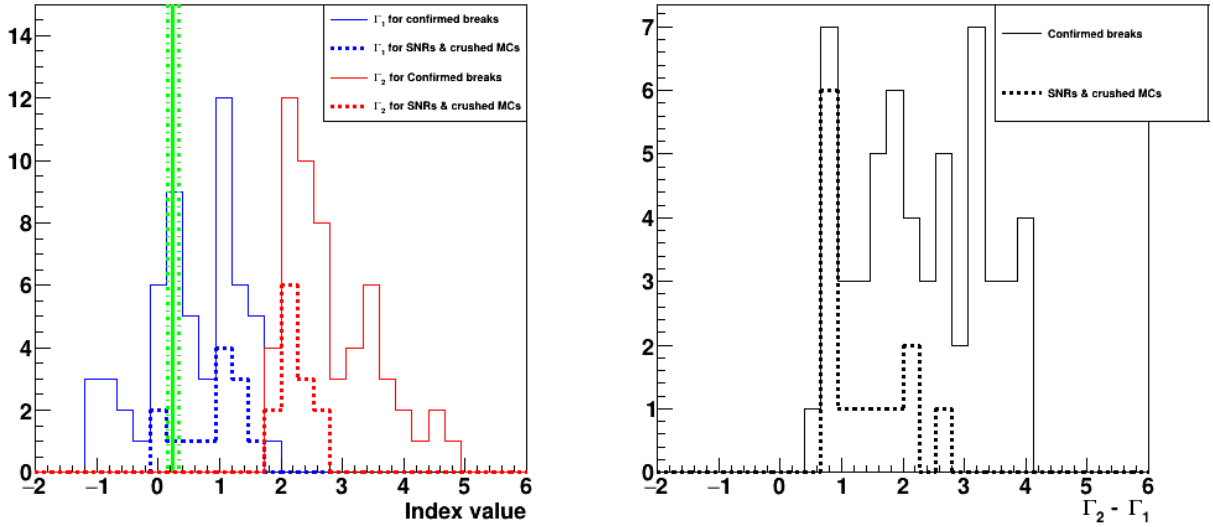 Γ₁ for confirmed breaks
Γ₁ for SNRs & crushed MCs
Γ₂ for Confirmed breaks
Γ₂ for SNRs & crushed MCs
14
12
10
8
6
4
2
0
−2 −1 0 1 2 3 4 5 6
Index value
Confirmed breaks
SNRs & crushed MCs
7
6
5
4
3
2
1
0
−2 −1 0 1 2 3 4 5 6
Γ₂ - Γ₁